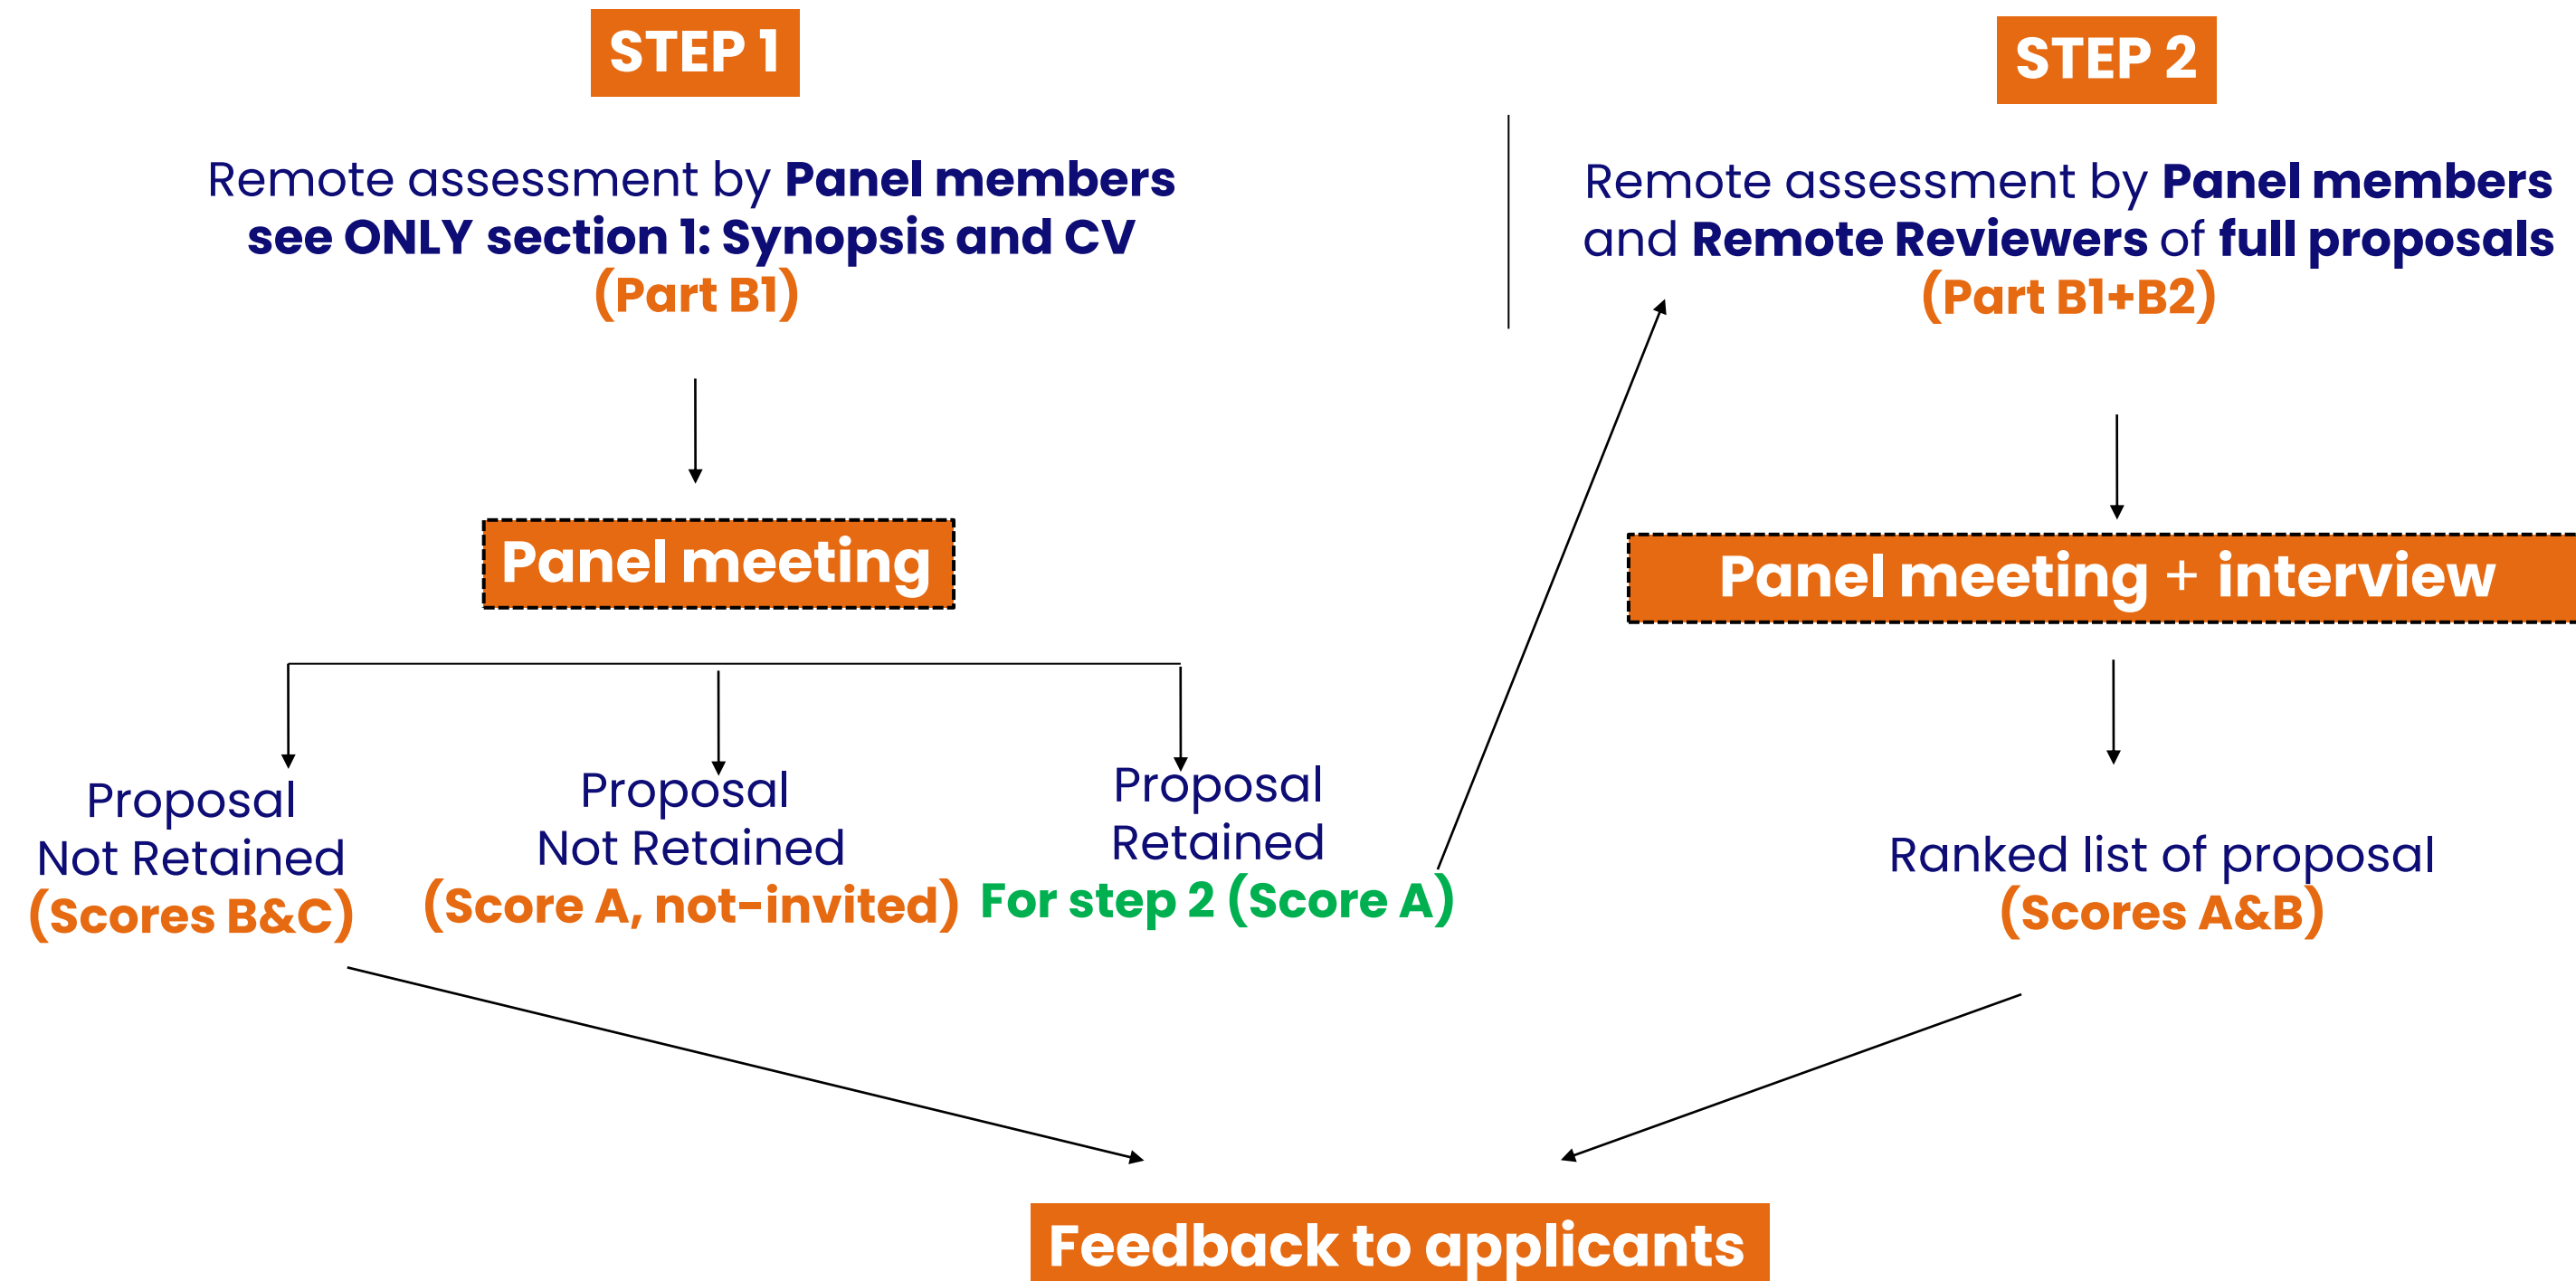 STEP 1
Remote assessment by Panel members
see ONLY section 1: Synopsis and CV
(Part B1)
Panel meeting
Proposal
Not Retained
(Scores B&C)
Proposal
Not Retained
(Score A, not-invited)
Proposal
Retained
For step 2 (Score A)
STEP 2
Remote assessment by Panel members
and Remote Reviewers of full proposals
(Part B1+B2)
Panel meeting + interview
Ranked list of proposal
(Scores A&B)
Feedback to applicants